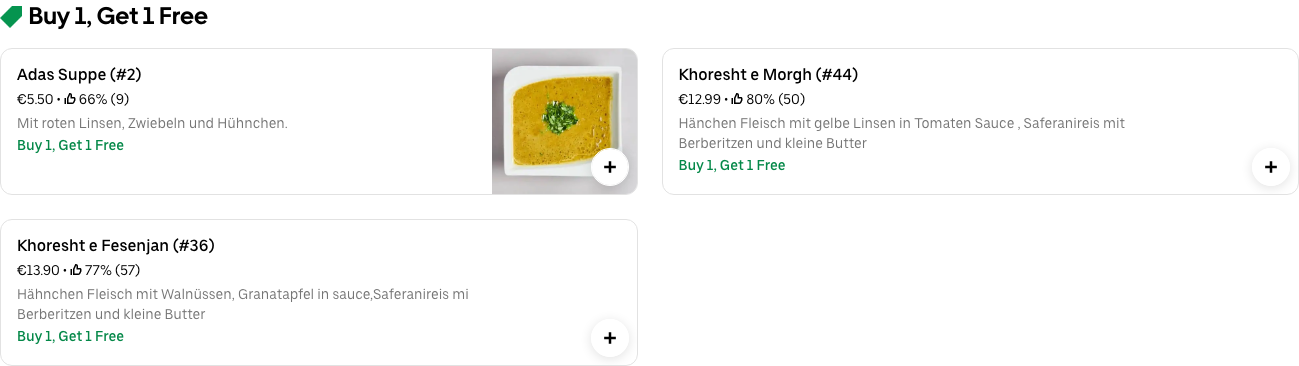 Buy 1, Get 1 Free
Adas Suppe (#2)
€5.50 • 66% (9)
Mit roten Linsen, Zwiebeln und Hühnchen.
Buy 1, Get 1 Free
Khoresht e Morgh (#44)
€12.99 • 80% (50)
Hänchen Fleisch mit gelbe Linsen in Tomaten Sauce , Saferanireis mit
Berberitzen und kleine Butter
Buy 1, Get 1 Free
Khoresht e Fesenjan (#36)
€13.90 • 77% (57)
Hähnchen Fleisch mit Walnüssen, Granatapfel in sauce,Saferanireis mi
Berberitzen und kleine Butter
Buy 1, Get 1 Free